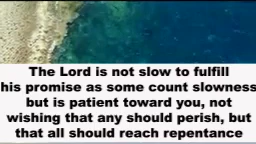 The Lord is not slow to fulfill
his promise as some count slowness
but is patient toward you, not
wishing that any should perish, but
that all should reach repentance